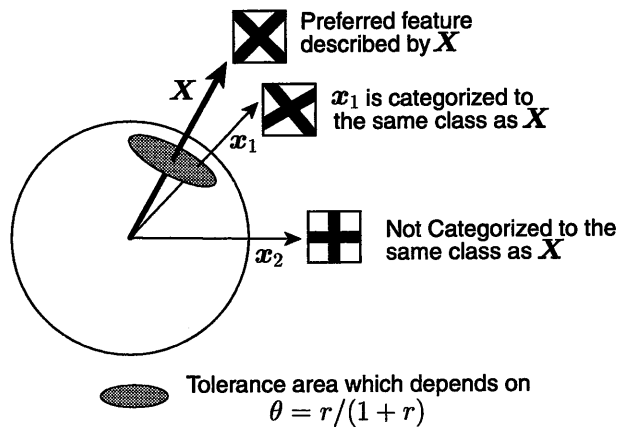 Preferred feature
described by X
X
x₁ is categorized to
the same class as X
x₁
Not Categorized to the
same class as X
x₂
Tolerance area which depends on
θ = r/(1 + r)